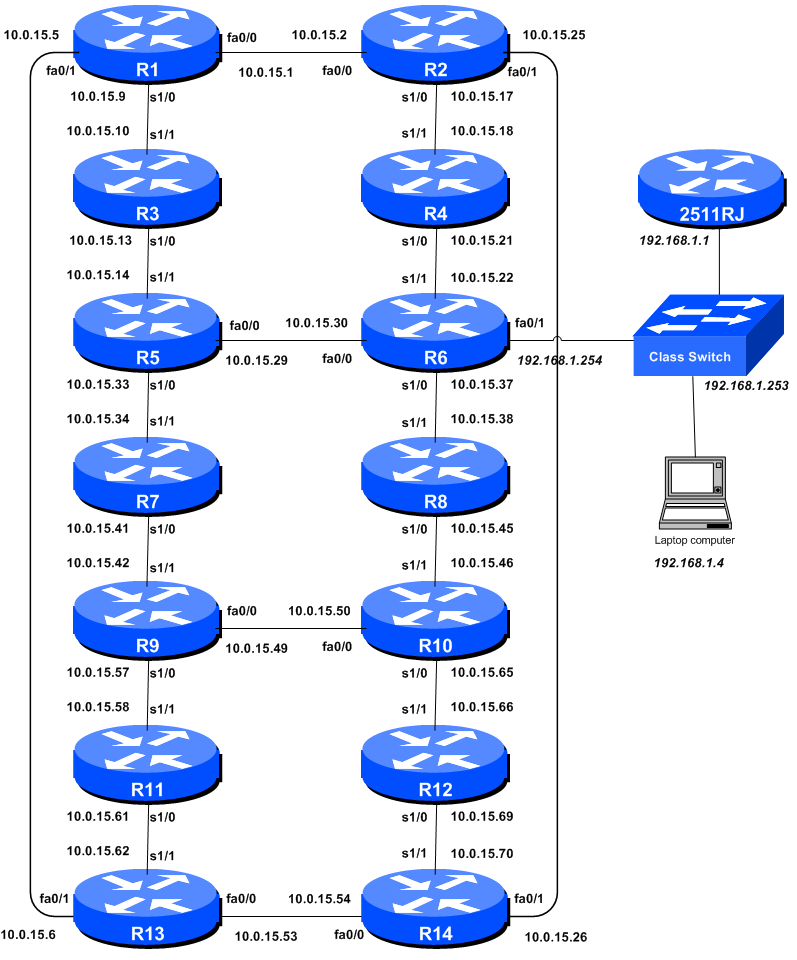 10.0.15.5
fa0/0
10.0.15.2
10.0.15.25
fa0/1
R1
10.0.15.1
fa0/0
R2
fa0/1
10.0.15.9
s1/0
s1/0
10.0.15.17
10.0.15.10
s1/1
s1/1
10.0.15.18
R3
R4
2511RJ
10.0.15.13
s1/0
s1/0
10.0.15.21
192.168.1.1
10.0.15.14
s1/1
s1/1
10.0.15.22
fa0/0
10.0.15.30
fa0/1
R5
10.0.15.29
fa0/0
R6
192.168.1.254
Class Switch
10.0.15.33
s1/0
s1/0
10.0.15.37
192.168.1.253
10.0.15.34
s1/1
s1/1
10.0.15.38
R7
R8
10.0.15.41
s1/0
s1/0
10.0.15.45
Laptop computer
10.0.15.42
s1/1
s1/1
10.0.15.46
192.168.1.4
fa0/0
10.0.15.50
R9
10.0.15.49
fa0/0
R10
10.0.15.57
s1/0
s1/0
10.0.15.65
10.0.15.58
s1/1
s1/1
10.0.15.66
R11
R12
10.0.15.61
s1/0
s1/0
10.0.15.69
10.0.15.62
s1/1
s1/1
10.0.15.70
fa0/1
fa0/0
10.0.15.54
fa0/1
10.0.15.6
R13
10.0.15.53
fa0/0
R14
10.0.15.26